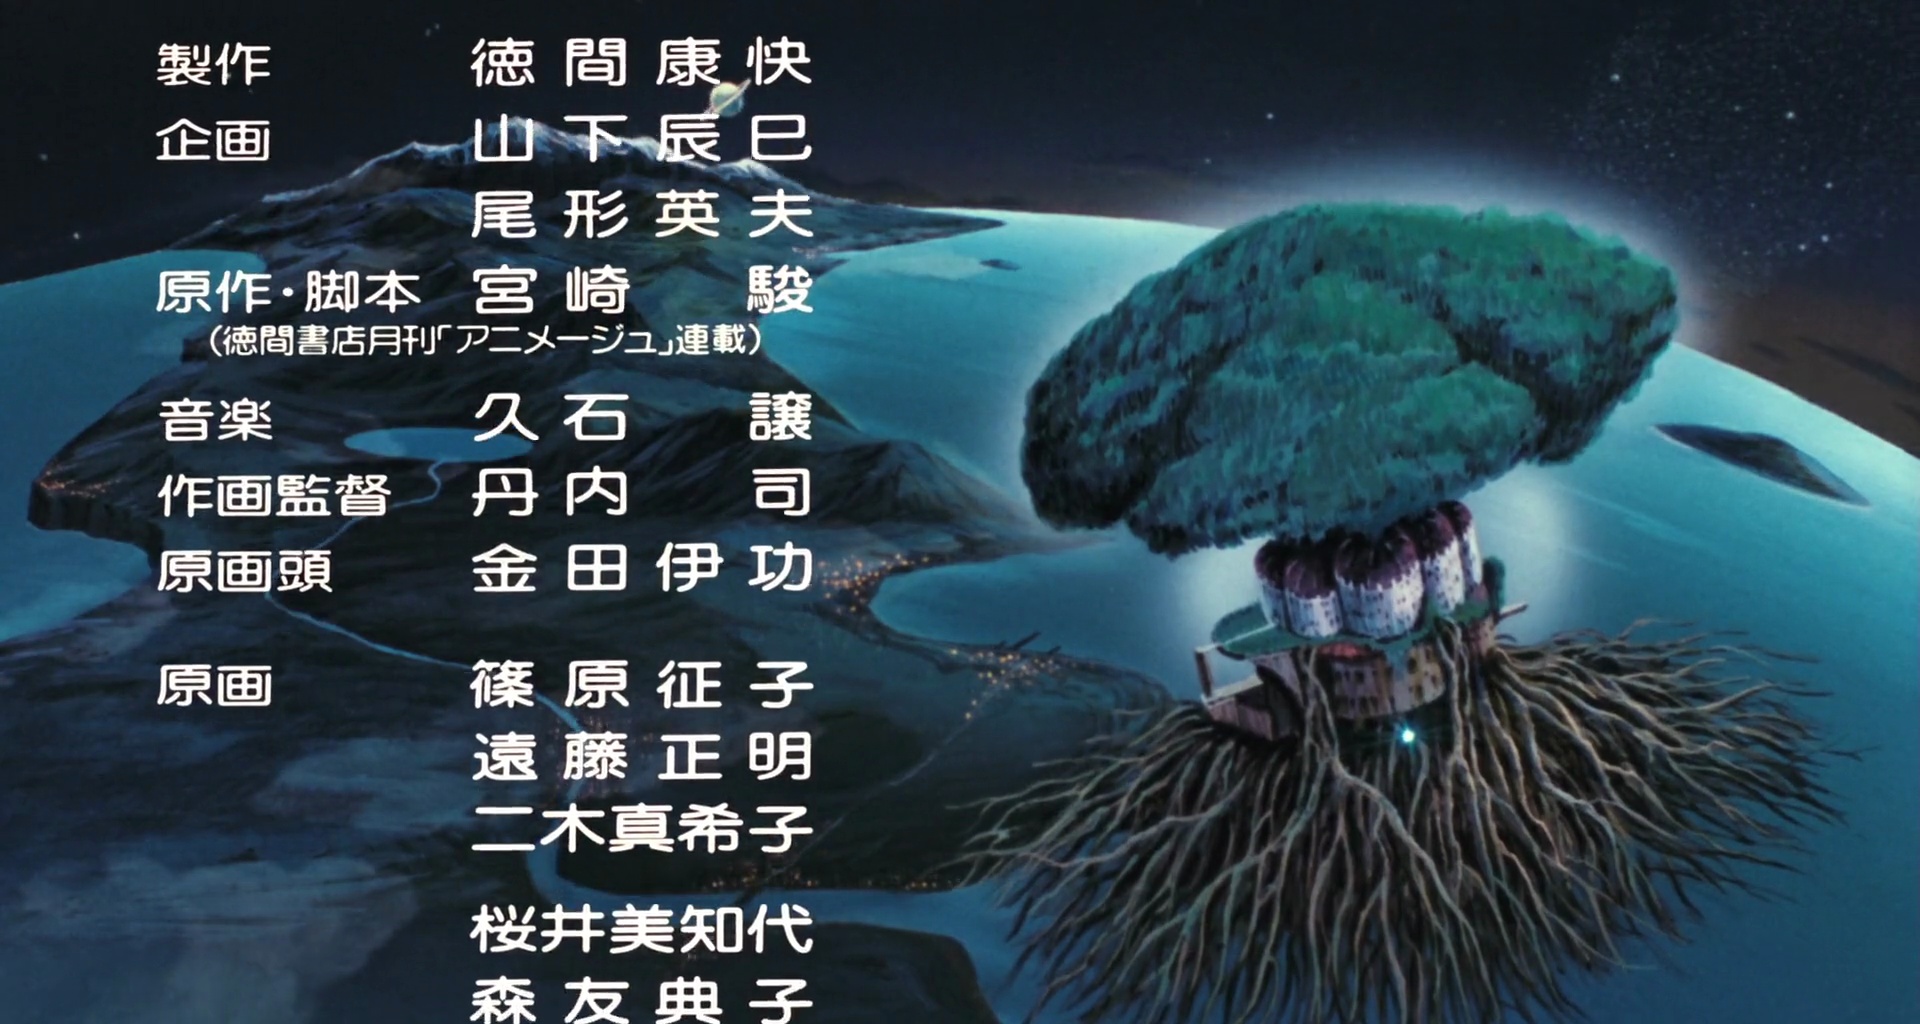 製作 徳間康快
企画 山下辰巳
尾形英夫
原作・脚本 宮崎 駿
(徳間書店月刊｢アニメージュ｣連載)
音楽 久石 譲
作画監督 丹内 司
原画頭 金田伊功
原画 篠原征子
遠藤正明
二木真希子
桜井美知代
森友典子